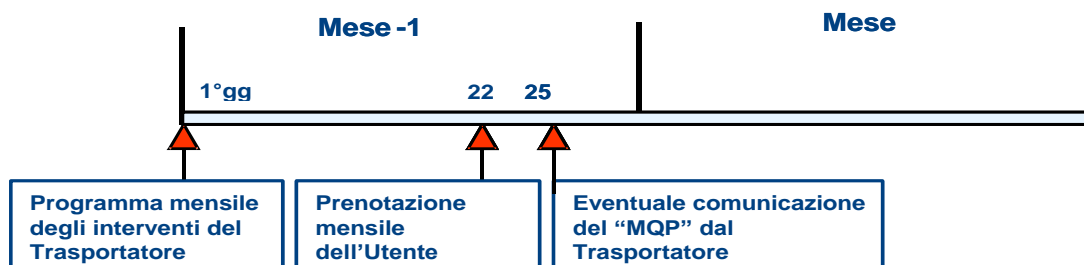 Mese -1
Mese
1°gg
22
25
Programma mensile
degli interventi del
Trasportatore
Prenotazione
mensile
dell’Utente
Eventuale comunicazione
del “MQP” dal
Trasportatore